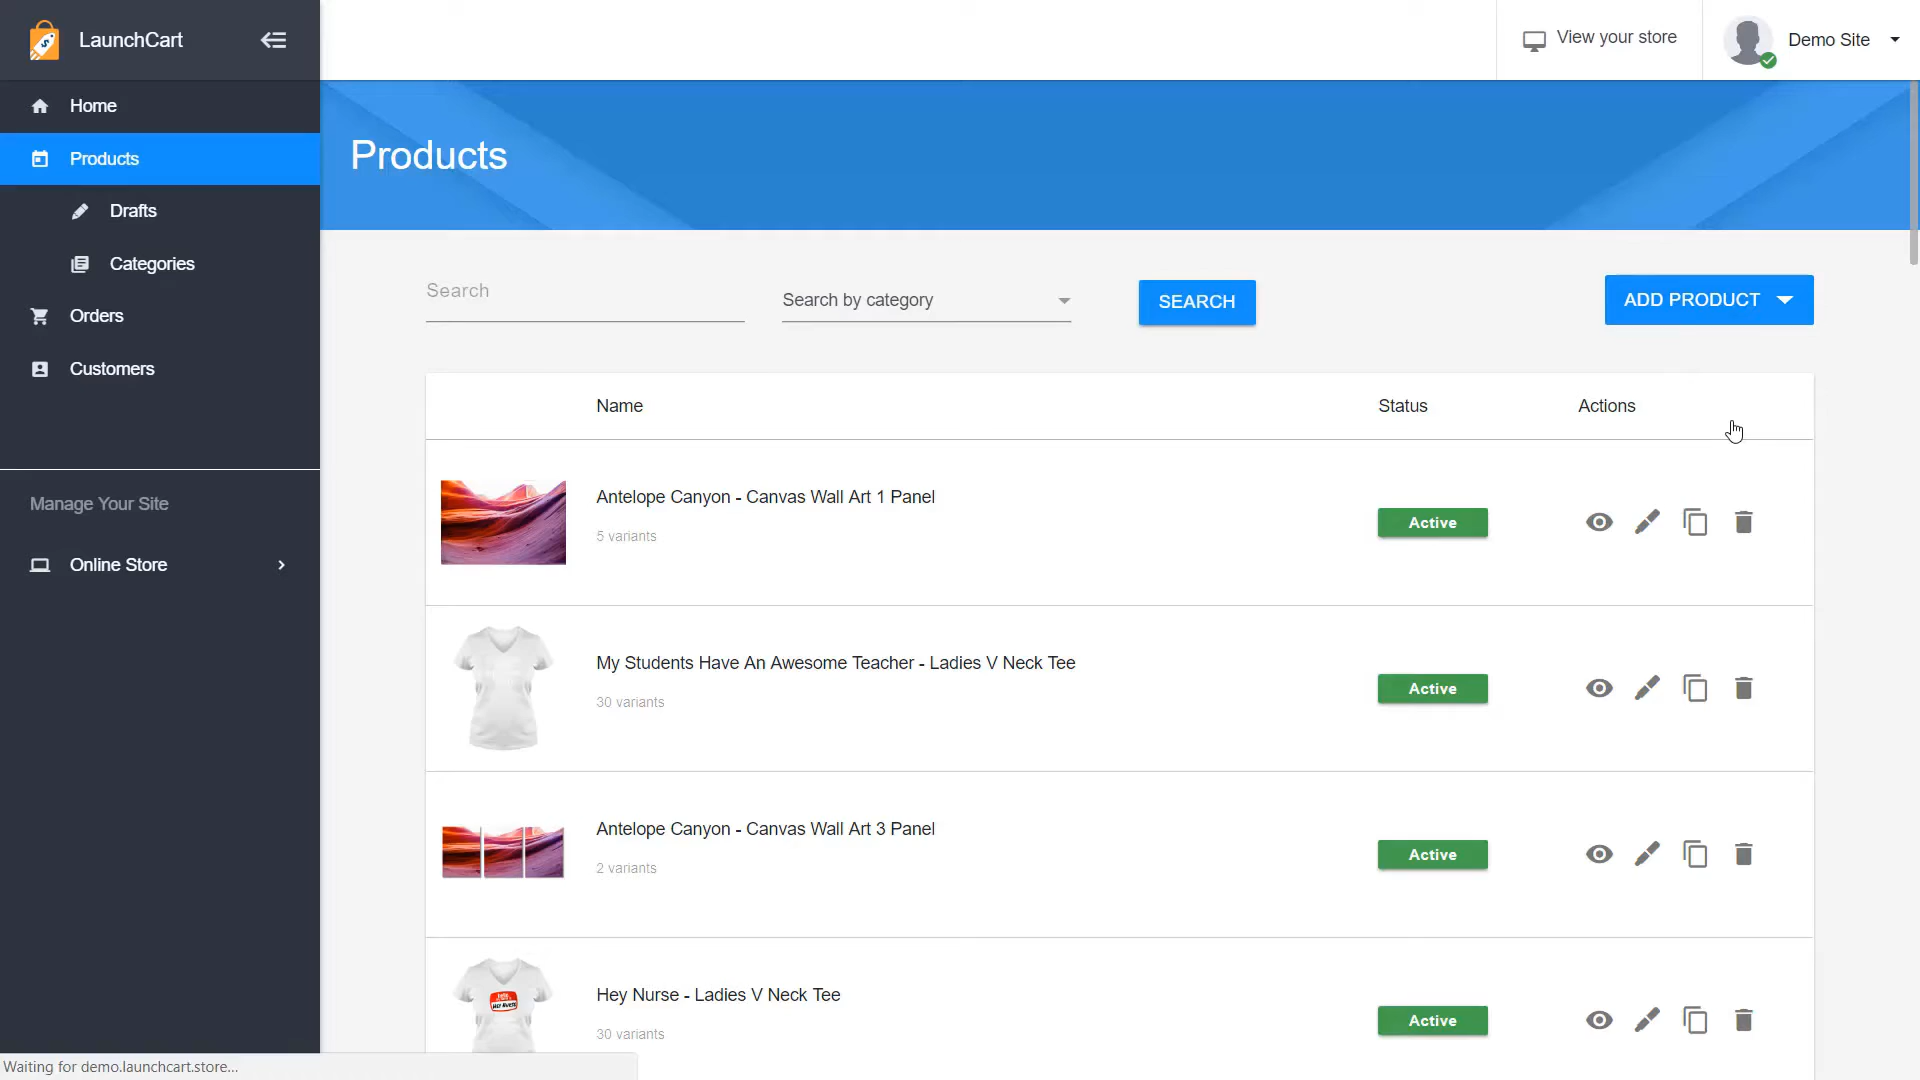 LaunchCart
View your store
Demo Site
Home
Products
Drafts
Categories
Orders
Customers
Manage Your Site
Online Store
Products
Search
Search by category
SEARCH
ADD PRODUCT
Name
Status
Actions
Antelope Canyon - Canvas Wall Art 1 Panel
5 variants
Active
My Students Have An Awesome Teacher - Ladies V Neck Tee
30 variants
Active
Antelope Canyon - Canvas Wall Art 3 Panel
2 variants
Active
Hey Nurse - Ladies V Neck Tee
30 variants
Active
Waiting for demo.launchcart.store...